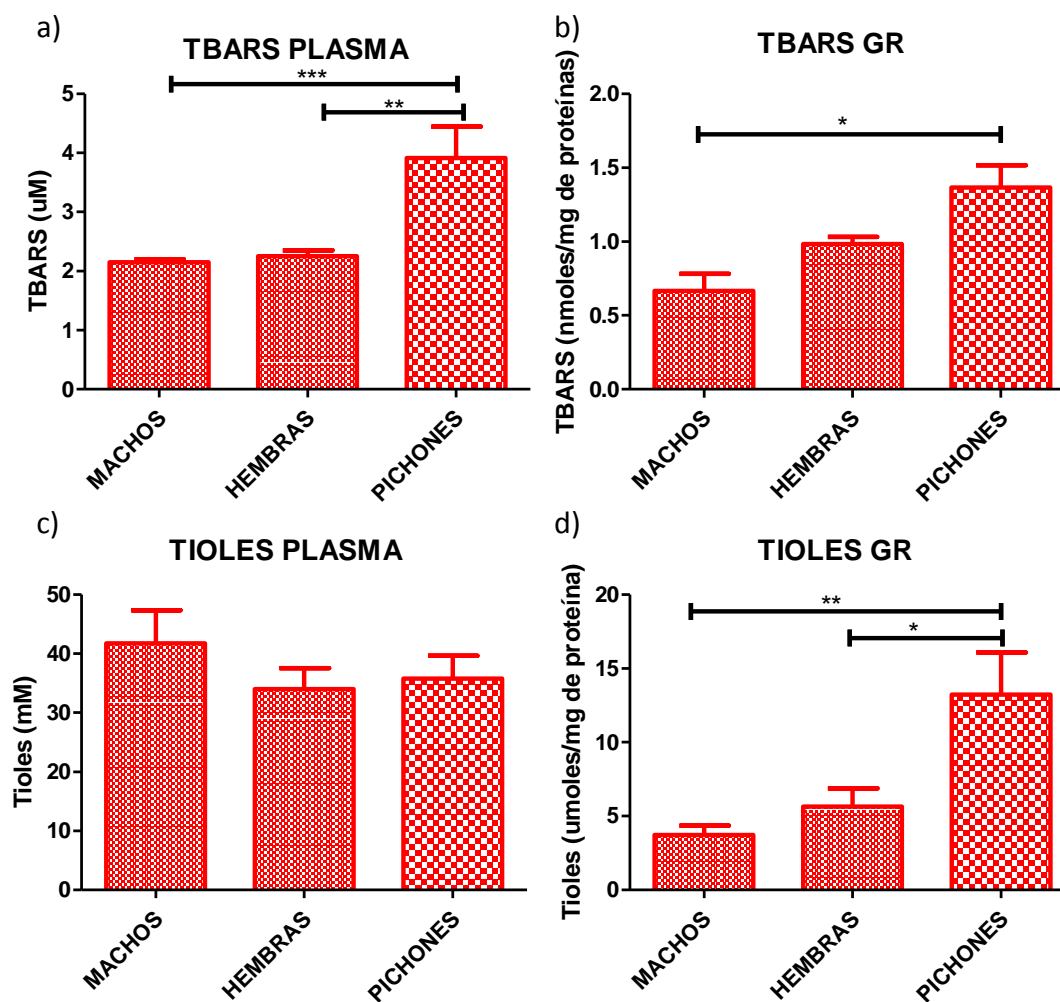 a)
TBARS PLASMA
***
**
5
4
3
2
1
0
TBARS (uM)
MACHOS
HEMBRAS
PICHONES
b)
TBARS GR
*
2.0
1.5
1.0
0.5
0.0
TBARS (nmoles/mg de proteínas)
MACHOS
HEMBRAS
PICHONES
c)
TIOLES PLASMA
50
40
30
20
10
0
Tioles (mM)
MACHOS
HEMBRAS
PICHONES
d)
TIOLES GR
**
*
20
15
10
5
0
Tioles (umoles/mg de proteína)
MACHOS
HEMBRAS
PICHONES